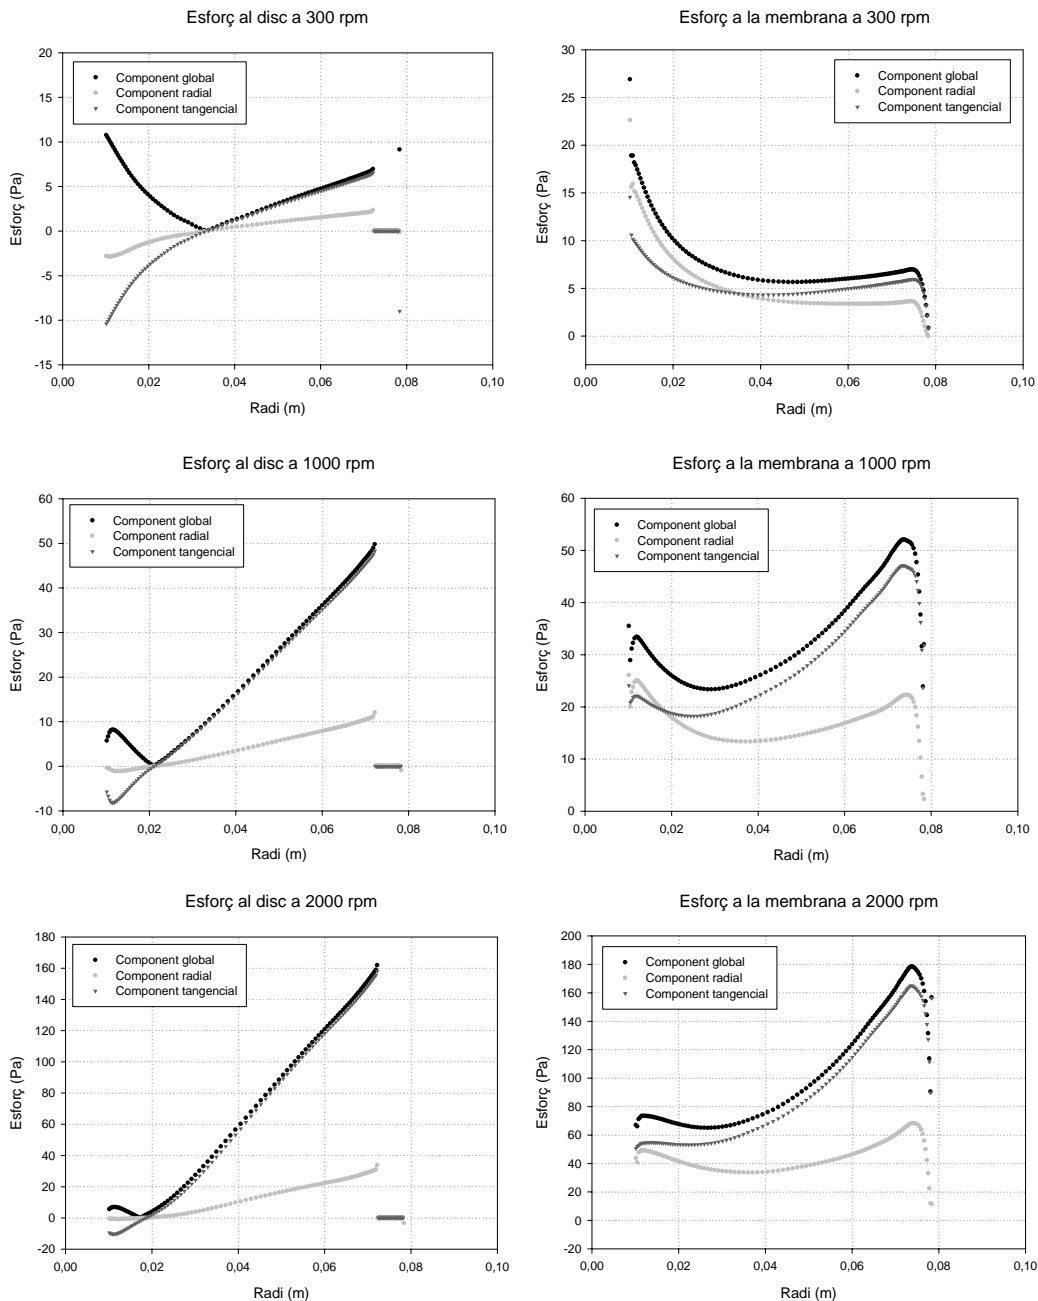 Esforç al disc a 300 rpm
20
15
10
5
0
-5
-10
-15
0,00
0,02
0,04
0,06
0,08
0,10
Esforç (Pa)
Radi (m)
Component global
Component radial
Component tangencial
Esforç a la membrana a 300 rpm
30
25
20
15
10
5
0
0,00
0,02
0,04
0,06
0,08
0,10
Esforç (Pa)
Radi (m)
Component global
Component radial
Component tangencial
Esforç al disc a 1000 rpm
60
50
40
30
20
10
0
-10
0,00
0,02
0,04
0,06
0,08
0,10
Esforç (Pa)
Radi (m)
Component global
Component radial
Component tangencial
Esforç a la membrana a 1000 rpm
60
50
40
30
20
10
0
0,00
0,02
0,04
0,06
0,08
0,10
Esforç (Pa)
Radi (m)
Component global
Component radial
Component tangencial
Esforç al disc a 2000 rpm
180
160
140
120
100
80
60
40
20
0
-20
0,00
0,02
0,04
0,06
0,08
0,10
Esforç (Pa)
Radi (m)
Component global
Component radial
Component tangencial
Esforç a la membrana a 2000 rpm
200
180
160
140
120
100
80
60
40
20
0
-20
0,00
0,02
0,04
0,06
0,08
0,10
Esforç (Pa)
Radi (m)
Component global
Component radial
Component tangencial